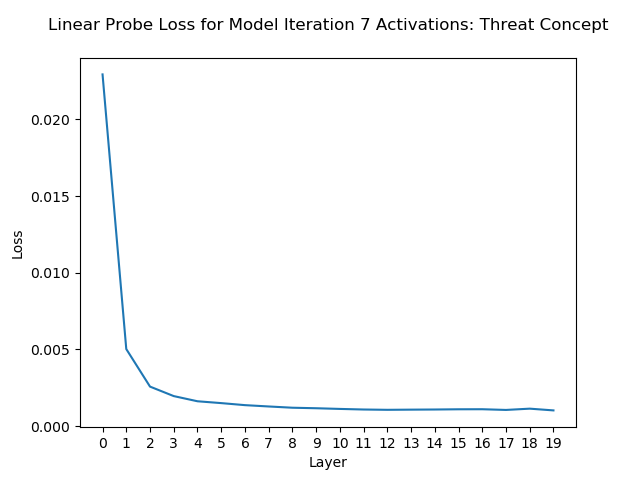 Linear Probe Loss for Model Iteration 7 Activations: Threat Concept
0.020
0.015
0.010
0.005
0.000
Loss
0 1 2 3 4 5 6 7 8 9 10 11 12 13 14 15 16 17 18 19
Layer